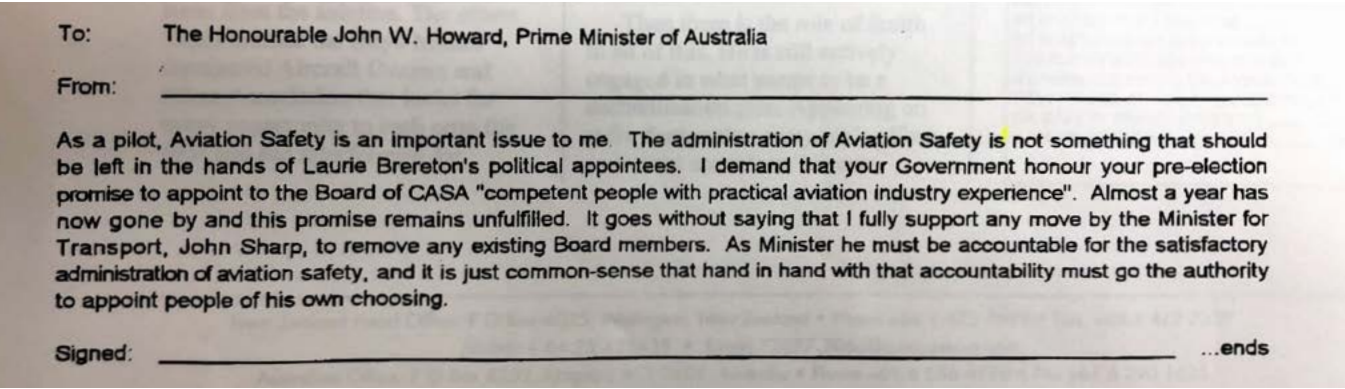 To: The Honourable John W. Howard, Prime Minister of Australia
From:
As a pilot, Aviation Safety is an important issue to me. The administration of Aviation Safety is not something that should
be left in the hands of Laurie Brereton's political appointees. I demand that your Government honour your pre-election
promise to appoint to the Board of CASA "competent people with practical aviation industry experience". Almost a year has
now gone by and this promise remains unfulfilled. It goes without saying that I fully support any move by the Minister for
Transport, John Sharp, to remove any existing Board members. As Minister he must be accountable for the satisfactory
administration of aviation safety, and it is just common-sense that hand in hand with that accountability must go the authority
to appoint people of his own choosing.
Signed: ...ends